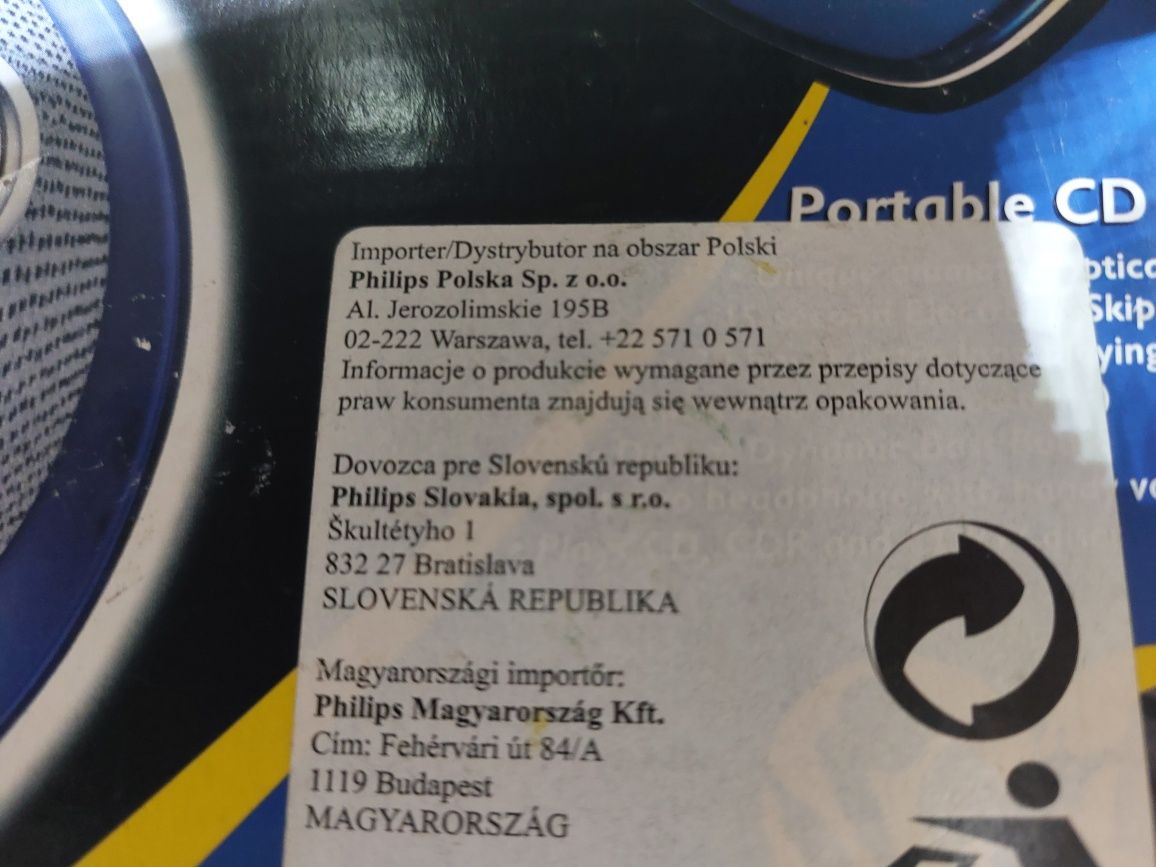 Portable CD
Importer/Dystrybutor na obszar Polski
Philips Polska Sp. z o.o.
Al. Jerozolimskie 195B
02-222 Warszawa, tel. +22 571 0 571
Informacje o produkcie wymagane przez przepisy dotyczące
praw konsumenta znajdują się wewnątrz opakowania.
Dovozca pre Slovenskú republiku:
Philips Slovakia, spol. s r.o.
Škultétyho 1
832 27 Bratislava
SLOVENSKÁ REPUBLIKA
Magyarországi importőr:
Philips Magyarország Kft.
Cím: Fehérvári út 84/A
1119 Budapest
MAGYARORSZÁG